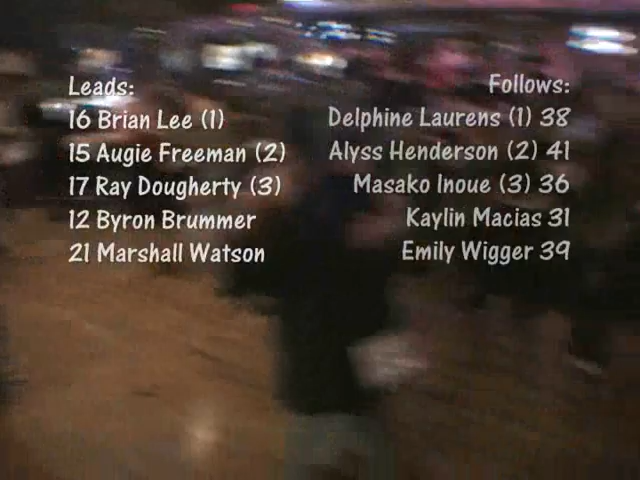 Leads:
16 Brian Lee (1)
15 Augie Freeman (2)
17 Ray Dougherty (3)
12 Byron Brummer
21 Marshall Watson
Follows:
Delphine Laurens (1) 38
Alyss Henderson (2) 41
Masako Inoue (3) 36
Kaylin Macias 31
Emily Wigger 39